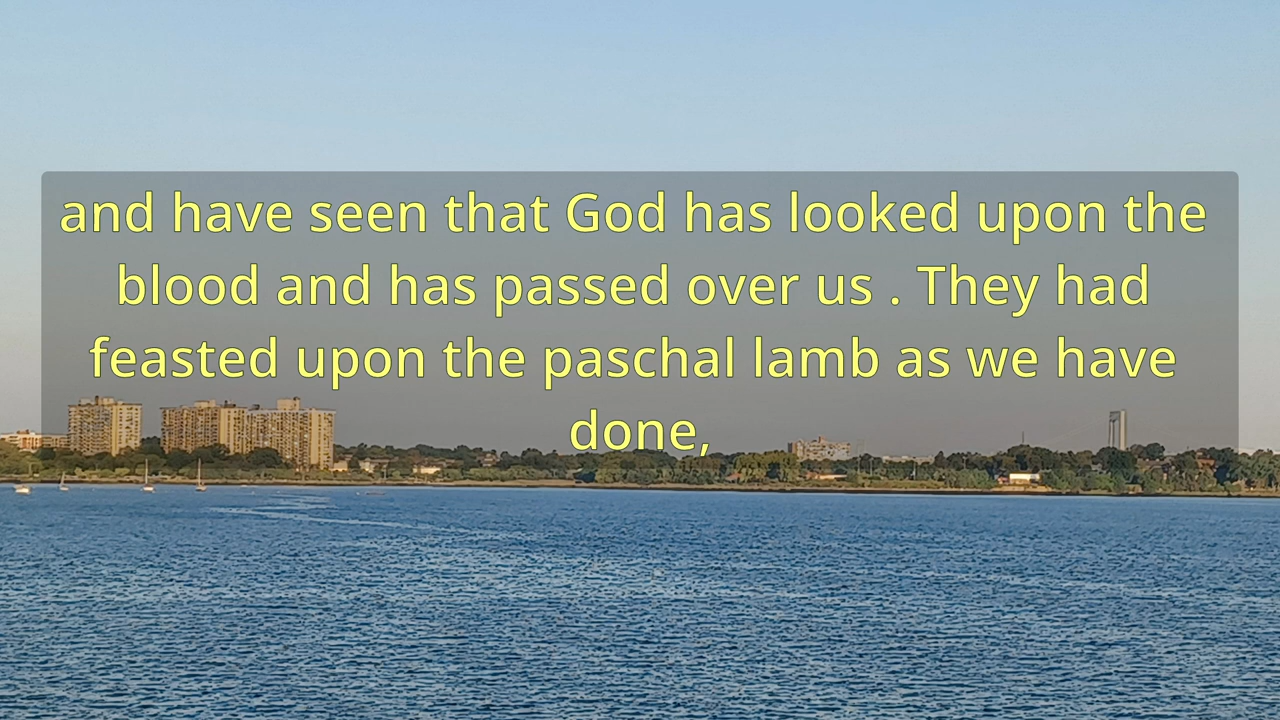 and have seen that God has looked upon the
blood and has passed over us . They had
feasted upon the paschal lamb as we have
done,